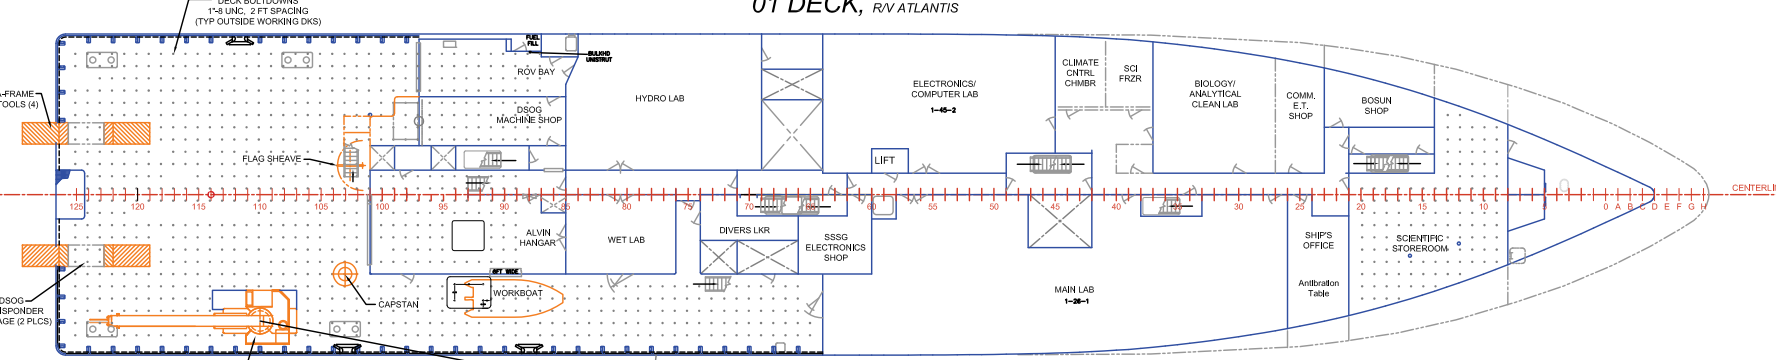 DECK BOLTDOWNS
1"-8 UNC, 2 FT SPACING
(TYP OUTSIDE WORKING DKS)
01 DECK, R/V ATLANTIS
FUEL
FILL
BULKHD
UNISTRUT
ROV BAY
HYDRO LAB
ELECTRONICS/
COMPUTER LAB
1-45-2
CLIMATE
CNTRL
CHMBR
SCI
FRZR
BIOLOGY/
ANALYTICAL
CLEAN LAB
COMM.
E.T.
SHOP
BOSUN
SHOP
A-FRAME
TOOLS (4)
DSOG
MACHINE SHOP
FLAG SHEAVE
LIFT
CENTERLI
125 120 115 110 105 100 95 90 85 80 75 70 60 55 50 45 40 30 25 20 15 10 0 A B C D E F G H
ALVIN
HANGAR
WET LAB
DIVERS LKR
SSSG
ELECTRONICS
SHOP
SHIP'S
OFFICE
SCIENTIFIC
STOREROOM
6FT WIDE
WORKBOAT
CAPSTAN
MAIN LAB
1-26-1
Antibration
Table
DSOG
NSPONDER
AGE (2 PLCS)